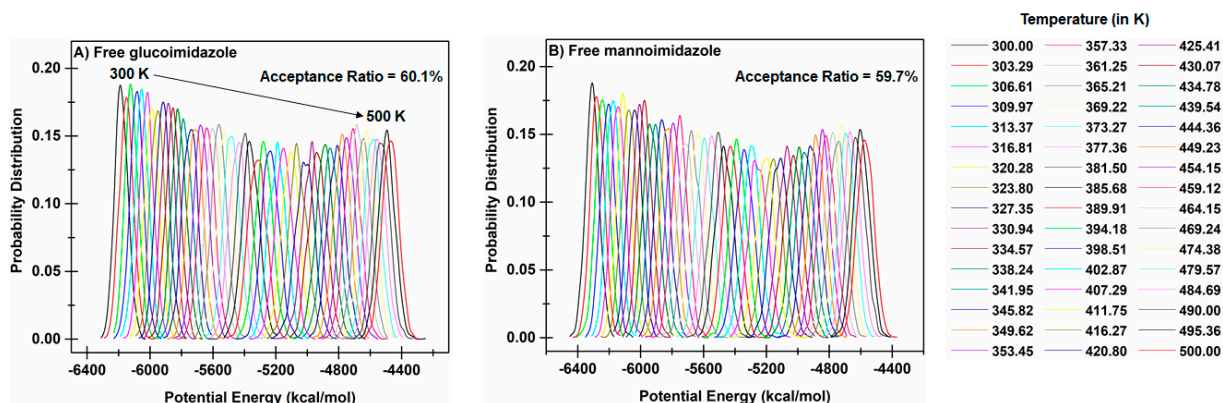 A) Free glucoimidazole
300 K
Acceptance Ratio = 60.1%
500 K
Probability Distribution
0.20
0.15
0.10
0.05
0.00
-6400 -6000 -5600 -5200 -4800 -4400
Potential Energy (kcal/mol)
B) Free mannoimidazole
Acceptance Ratio = 59.7%
Probability Distribution
0.20
0.15
0.10
0.05
0.00
-6400 -6000 -5600 -5200 -4800 -4400
Potential Energy (kcal/mol)
Temperature (in K)
300.00 357.33 425.41
303.29 361.25 430.07
306.61 365.21 434.78
309.97 369.22 439.54
313.37 373.27 444.36
316.81 377.36 449.23
320.28 381.50 454.15
323.80 385.68 459.12
327.35 389.91 464.15
330.94 394.18 469.24
334.57 398.51 474.38
338.24 402.87 479.57
341.95 407.29 484.69
345.82 411.75 490.00
349.62 416.27 495.36
353.45 420.80 500.00